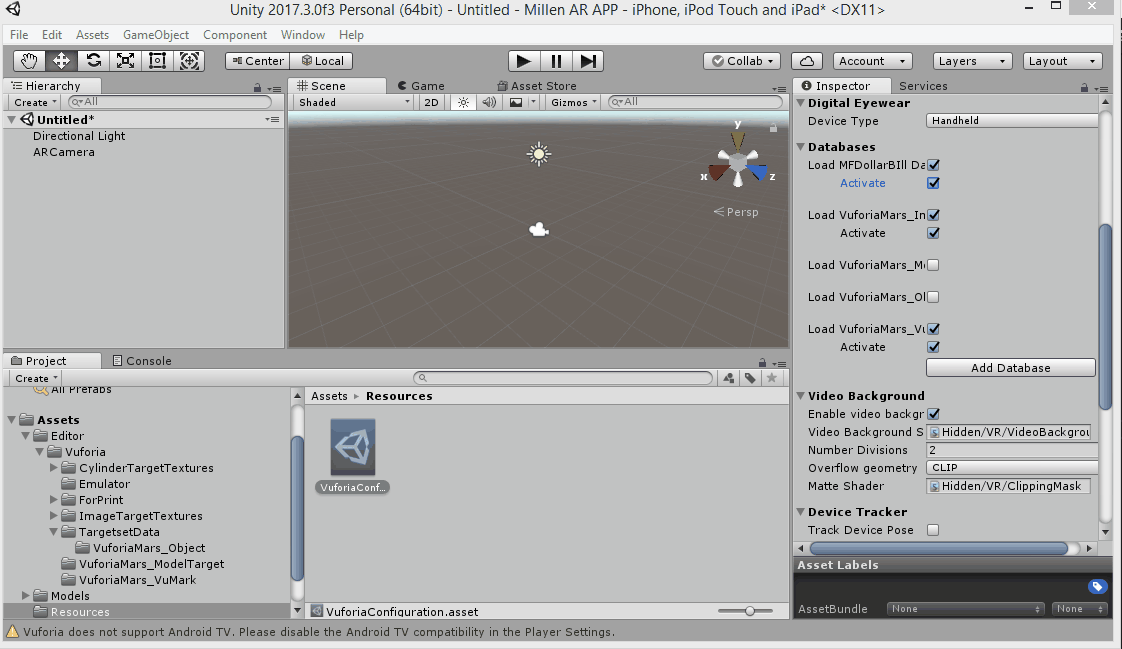 Unity 2017.3.0f3 Personal (64bit) - Untitled - Millen AR APP - iPhone, iPod Touch and iPad* <DX11>
File Edit Assets GameObject Component Window Help
Center Local Collab Account Layers Layout
Hierarchy
Create All
Untitled*
Directional Light
ARCamera
Scene Game Asset Store
Shaded 2D Gizmos All
y
x z
Persp
Inspector Services
Digital Eyewear
Device Type Handheld
Databases
Load MFDollarBIll Da
Activate
Load VuforiaMars_In
Activate
Load VuforiaMars_M
Load VuforiaMars_Ol
Load VuforiaMars_Vu
Activate
Add Database
Video Background
Enable video backgr
Video Background S Hidden/VR/VideoBackgrou
Number Divisions 2
Overflow geometry CLIP
Matte Shader Hidden/VR/ClippingMask
Device Tracker
Track Device Pose
Asset Labels
AssetBundle None None
Project Console
Create
All Prefabs
Assets
Editor
Vuforia
CylinderTargetTextures
Emulator
ForPrint
ImageTargetTextures
TargetsetData
VuforiaMars_Object
VuforiaMars_ModelTarget
VuforiaMars_VuMark
Models
Resources
Assets Resources
VuforiaConf...
VuforiaConfiguration.asset
Vuforia does not support Android TV. Please disable the Android TV compatibility in the Player Settings.